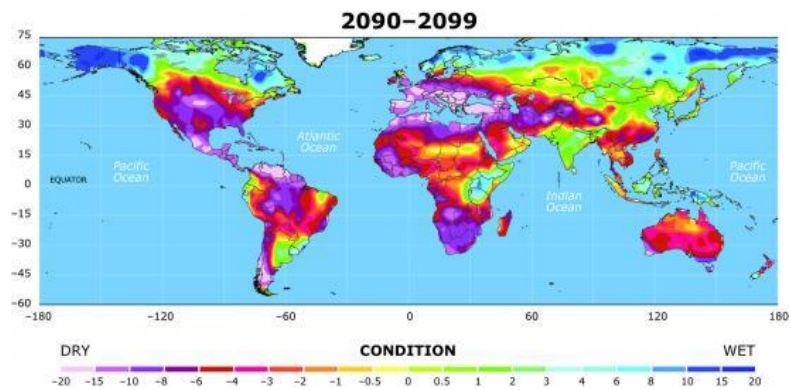 2090–2099
75
60
45
30
15
0
−15
−30
−45
−60
Atlantic
Ocean
Pacific
Ocean
Pacific
Ocean
EQUATOR
Indian
Ocean
−180 −120 −60 0 60 120 180
DRY CONDITION WET
−20 −15 −10 −8 −6 −4 −3 −2 −1 −0.5 0 0.5 1 2 3 4 6 8 10 15 20